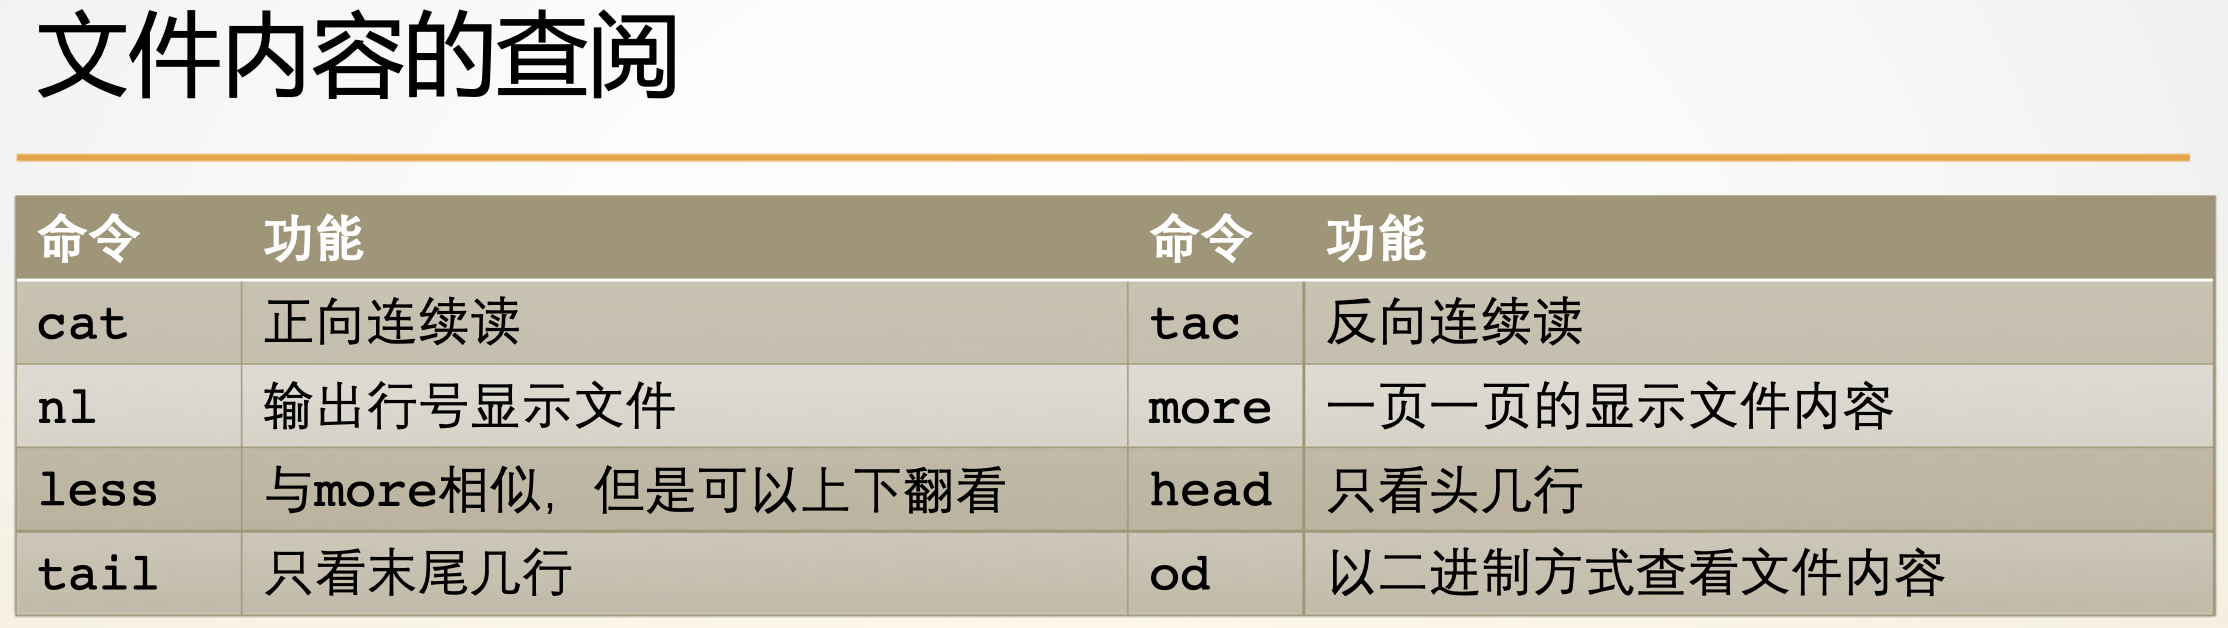 文件内容的查阅
命令 功能 命令 功能
cat 正向连续读 tac 反向连续读
nl 输出行号显示文件 more 一页一页的显示文件内容
less 与more相似，但是可以上下翻看 head 只看头几行
tail 只看末尾几行 od 以二进制方式查看文件内容